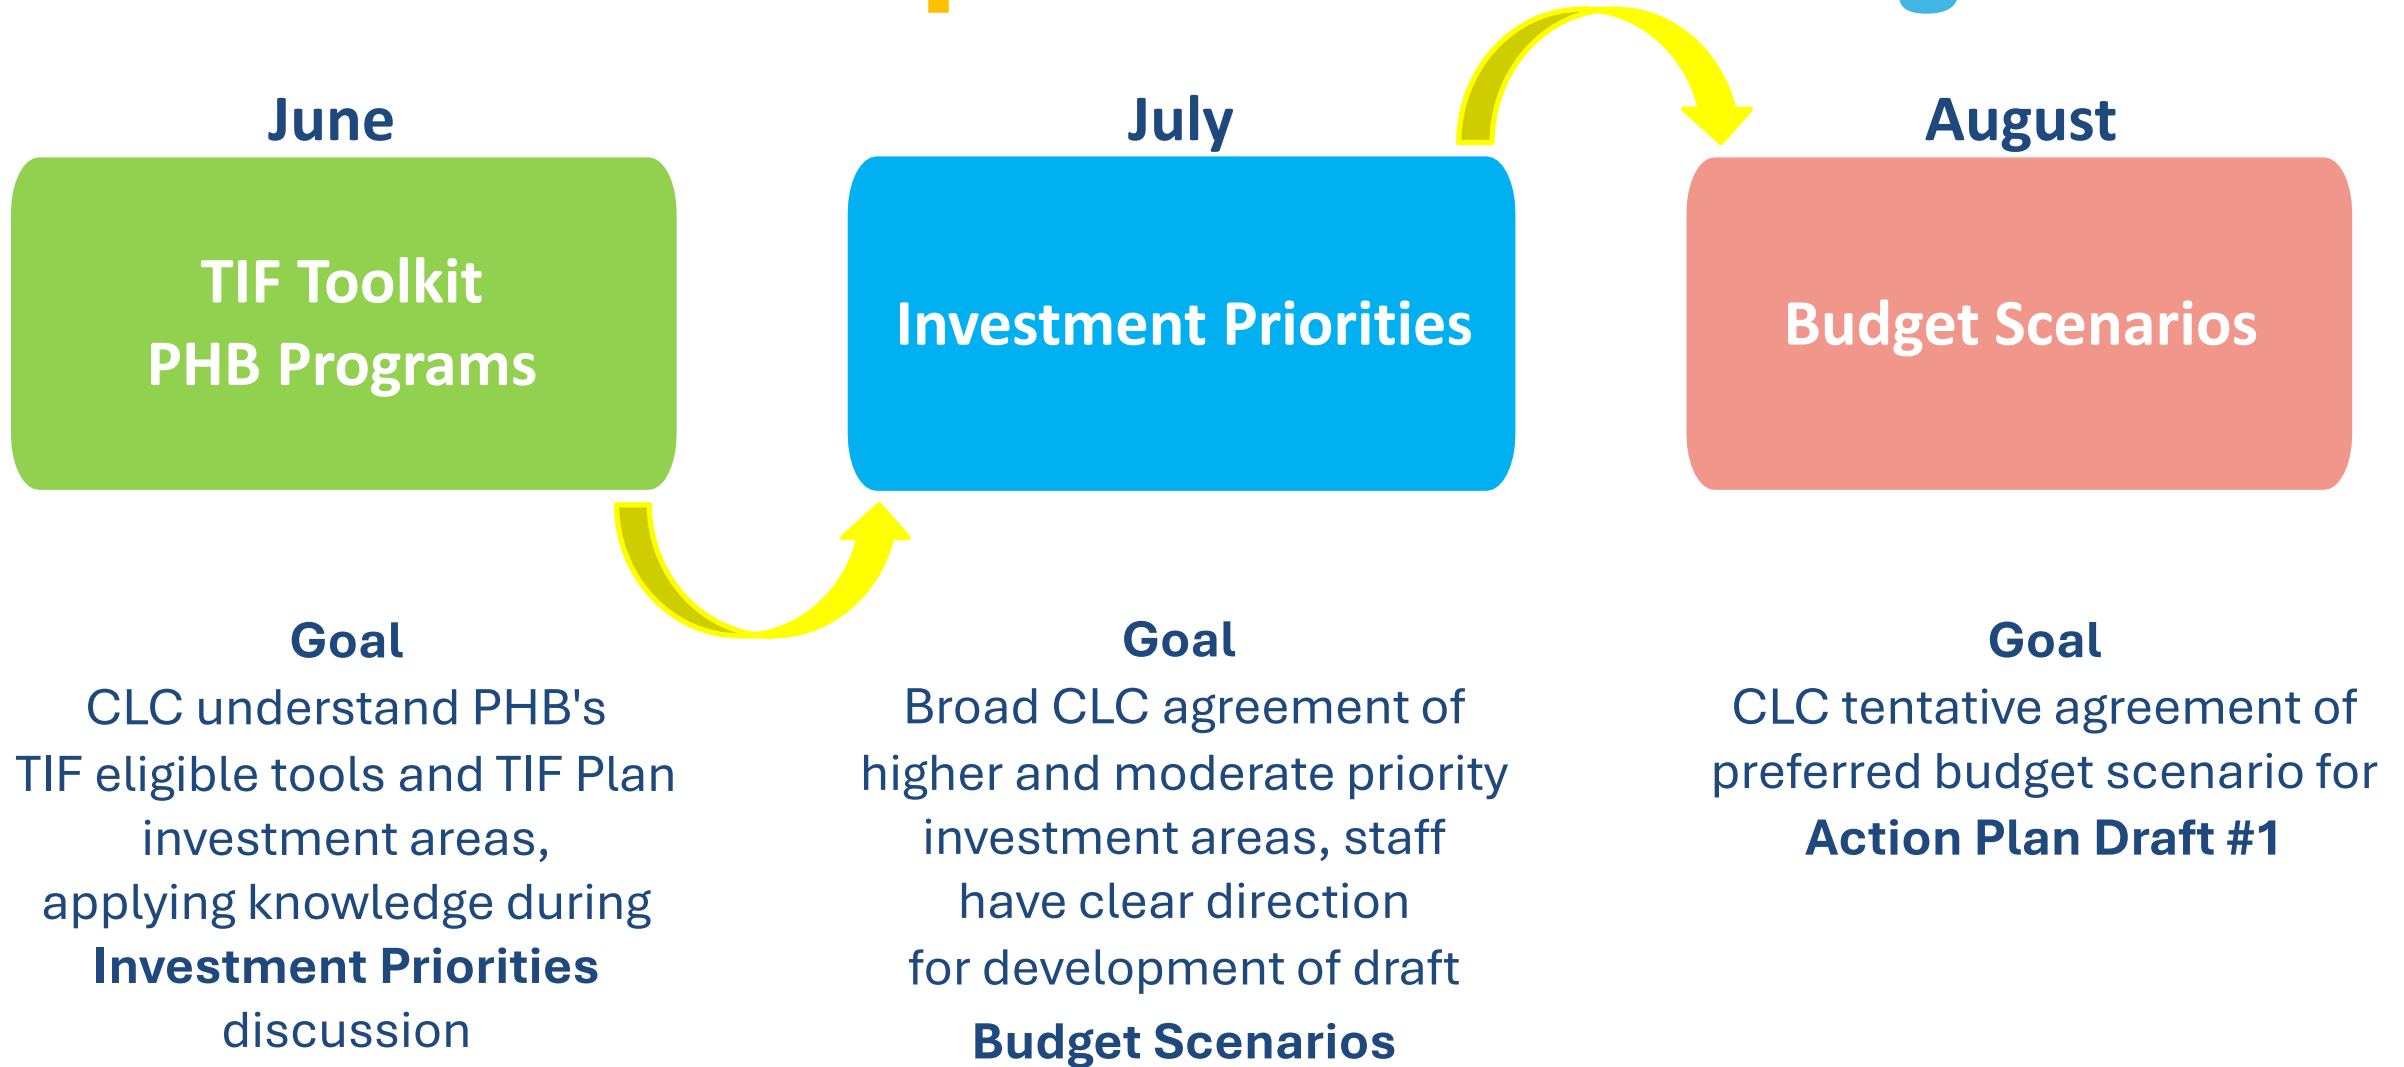 June
TIF Toolkit
PHB Programs
Goal
CLC understand PHB's
TIF eligible tools and TIF Plan
investment areas,
applying knowledge during
Investment Priorities
discussion
July
Investment Priorities
Goal
Broad CLC agreement of
higher and moderate priority
investment areas, staff
have clear direction
for development of draft
Budget Scenarios
August
Budget Scenarios
Goal
CLC tentative agreement of
preferred budget scenario for
Action Plan Draft #1